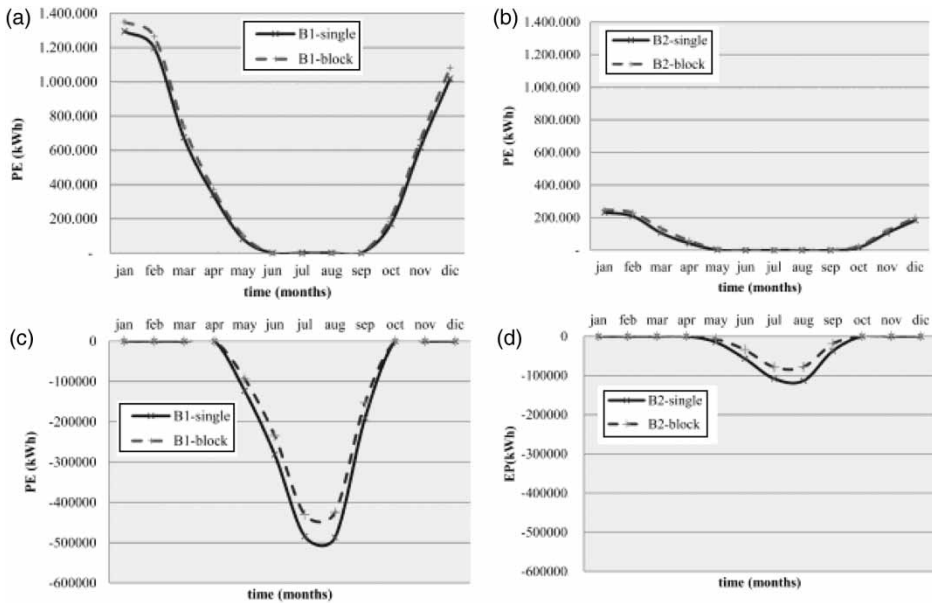 (a)
1.400.000
1.200.000
1.000.000
800.000
600.000
400.000
200.000
-
PE (kWh)
B1-single
B1-block
jan feb mar apr may jun jul aug sep oct nov dic
time (months)
(b)
1.400.000
1.200.000
1.000.000
800.000
600.000
400.000
200.000
-
PE (kWh)
B2-single
B2-block
jan feb mar apr may jun jul aug sep oct nov dic
time (months)
(c)
jan feb mar apr may jun jul aug sep oct nov dic
0
-100000
-200000
-300000
-400000
-500000
-600000
PE (kWh)
B1-single
B1-block
time (months)
(d)
jan feb mar apr may jun jul aug sep oct nov dic
0
-100000
-200000
-300000
-400000
-500000
-600000
EP(kWh)
B2-single
B2-block
time (months)